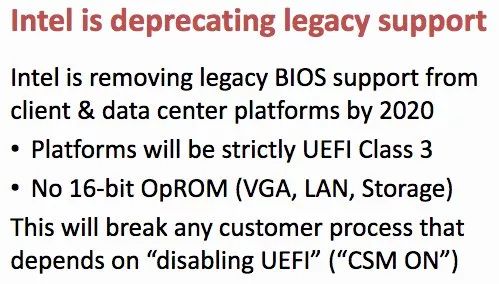 Intel is deprecating legacy support
Intel is removing legacy BIOS support from
client & data center platforms by 2020
• Platforms will be strictly UEFI Class 3
• No 16-bit OpROM (VGA, LAN, Storage)
This will break any customer process that
depends on “disabling UEFI” (“CSM ON”)